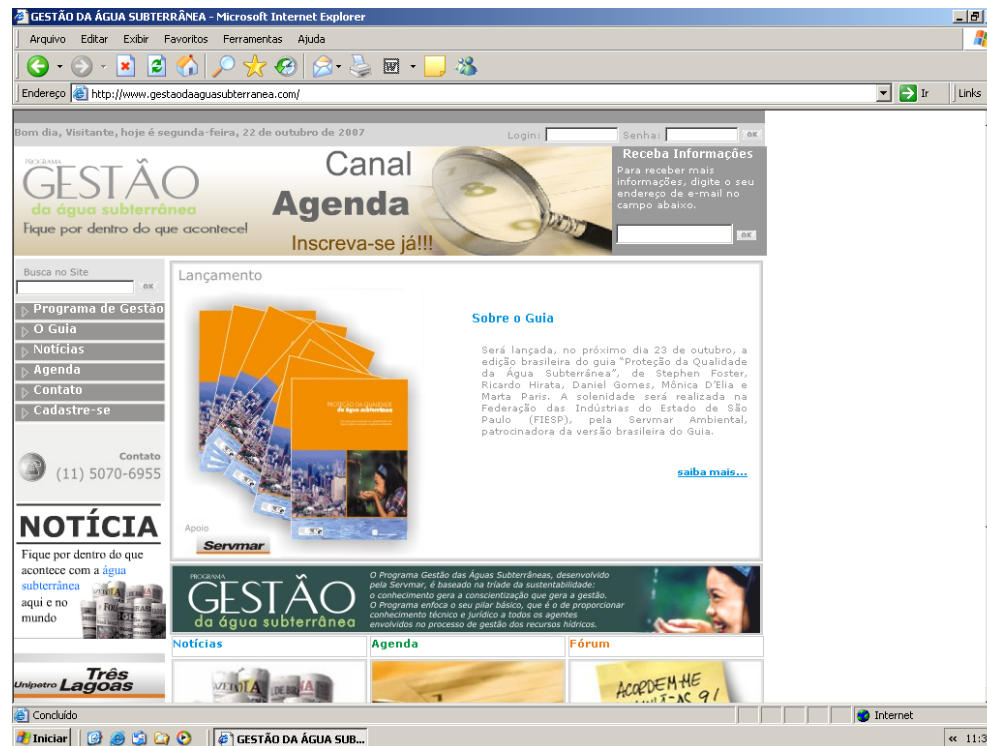 GESTÃO DA ÁGUA SUBTERRÂNEA - Microsoft Internet Explorer
Arquivo Editar Exibir Favoritos Ferramentas Ajuda
Endereço http://www.gestaodaaguasubterranea.com/ Ir Links
Bom dia, Visitante, hoje é segunda-feira, 22 de outubro de 2007
Login: Senha: OK
PROGRAMA
GESTÃO
da água subterrânea
Fique por dentro do que acontece!
Canal
Agenda
Inscreva-se já!!!
Receba Informações
Para receber mais
informações, digite o seu
endereço de e-mail no
campo abaixo.
OK
Busca no Site
OK
Programa de Gestão
O Guia
Notícias
Agenda
Contato
Cadastre-se
Contato
(11) 5070-6955
NOTÍCIA
Fique por dentro do que
acontece com a água
subterrânea
aqui e no
mundo
Unipetro Três
Lagoas
Lançamento
PROTEÇÃO DA QUALIDADE
da água subterrânea
Apoio
Servmar
Sobre o Guia
Será lançada, no próximo dia 23 de outubro, a
edição brasileira do guia "Proteção da Qualidade
da Água Subterrânea", de Stephen Foster,
Ricardo Hirata, Daniel Gomes, Mônica D'Elia e
Marta Paris. A solenidade será realizada na
Federação das Indústrias do Estado de São
Paulo (FIESP), pela Servmar Ambiental,
patrocinadora da versão brasileira do Guia.
saiba mais...
PROGRAMA
GESTÃO
da água subterrânea
O Programa Gestão das Águas Subterrâneas, desenvolvido
pela Servmar, é baseado na tríade da sustentabilidade:
o conhecimento gera a conscientização que gera a gestão.
O Programa enfoca o seu pilar básico, que é o de proporcionar
conhecimento técnico e jurídico a todos os agentes
envolvidos no processo de gestão dos recursos hídricos.
Notícias
Agenda
Fórum
ACORDEM-ME
Concluído
Internet
Iniciar
GESTÃO DA ÁGUA SUB...
11:3